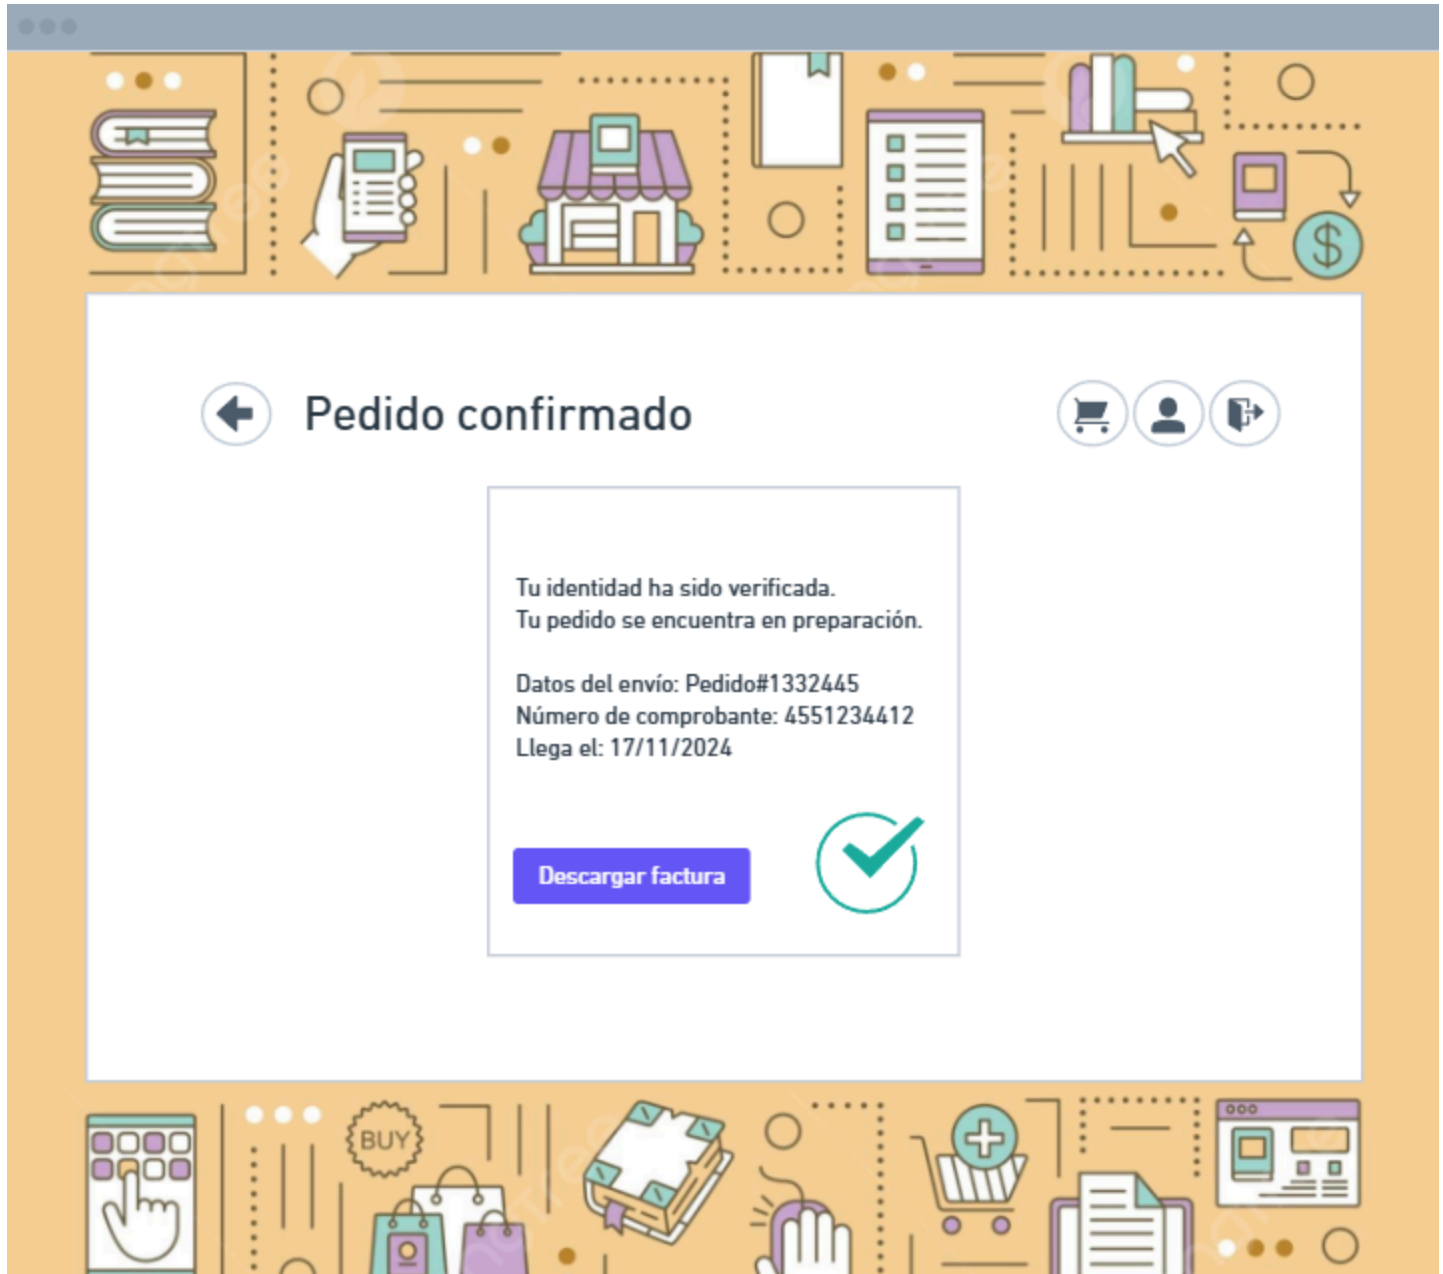 Pedido confirmado
Tu identidad ha sido verificada.
Tu pedido se encuentra en preparación.
Datos del envío: Pedido#1332445
Número de comprobante: 4551234412
Llega el: 17/11/2024
Descargar factura
BUY